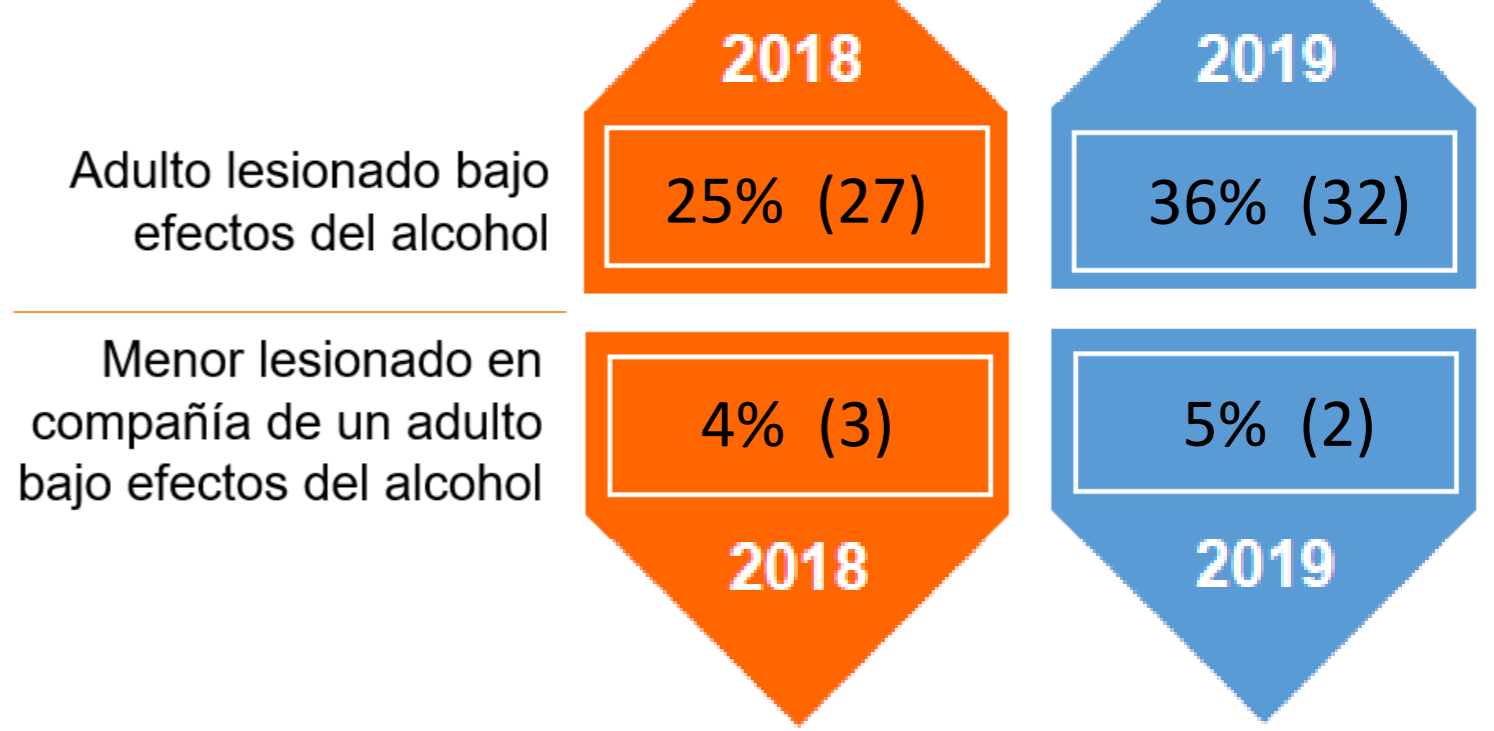 2018
2019
Adulto lesionado bajo
efectos del alcohol
25% (27)
36% (32)
Menor lesionado en
compañía de un adulto
bajo efectos del alcohol
4% (3)
5% (2)
2018
2019